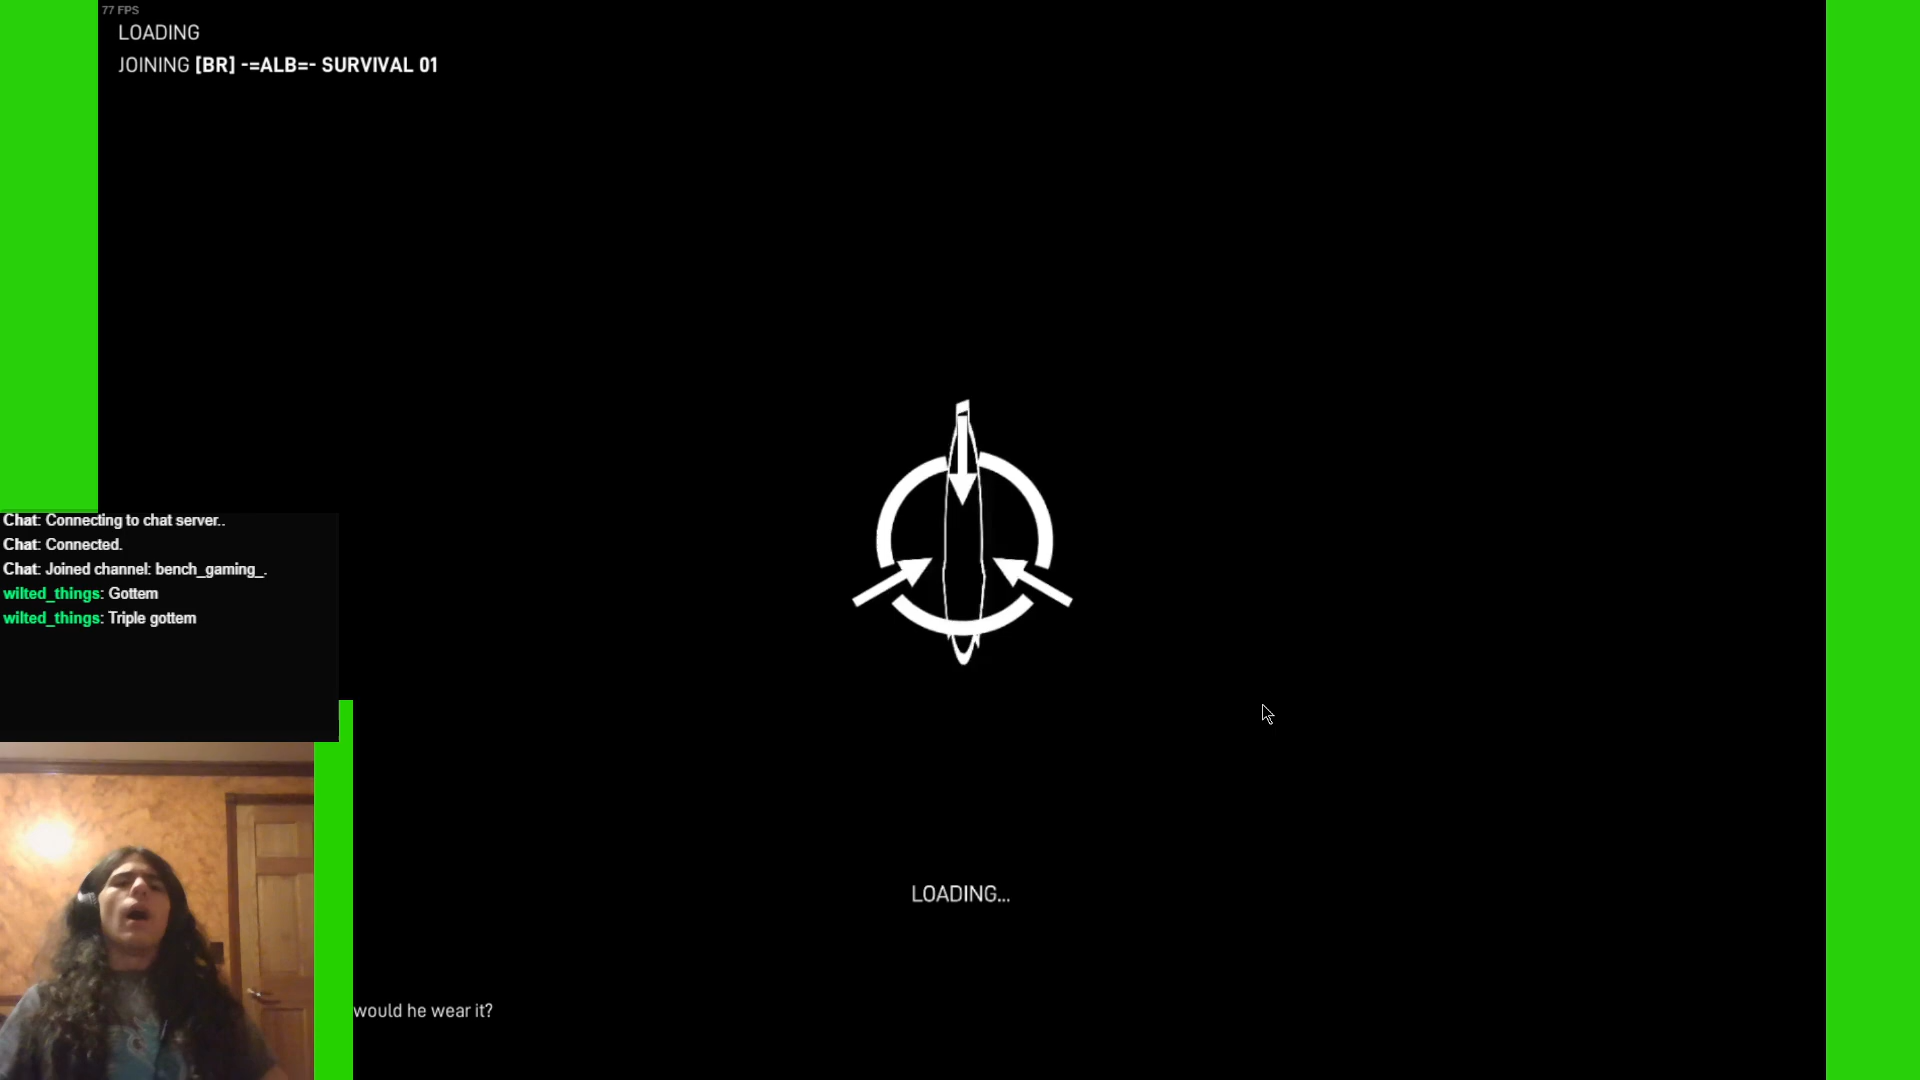 77 FPS
LOADING
JOINING [BR] -=ALB=- SURVIVAL 01
Chat: Connecting to chat server..
Chat: Connected.
Chat: Joined channel: bench_gaming_.
wilted_things: Gottem
wilted_things: Triple gottem
LOADING...
would he wear it?